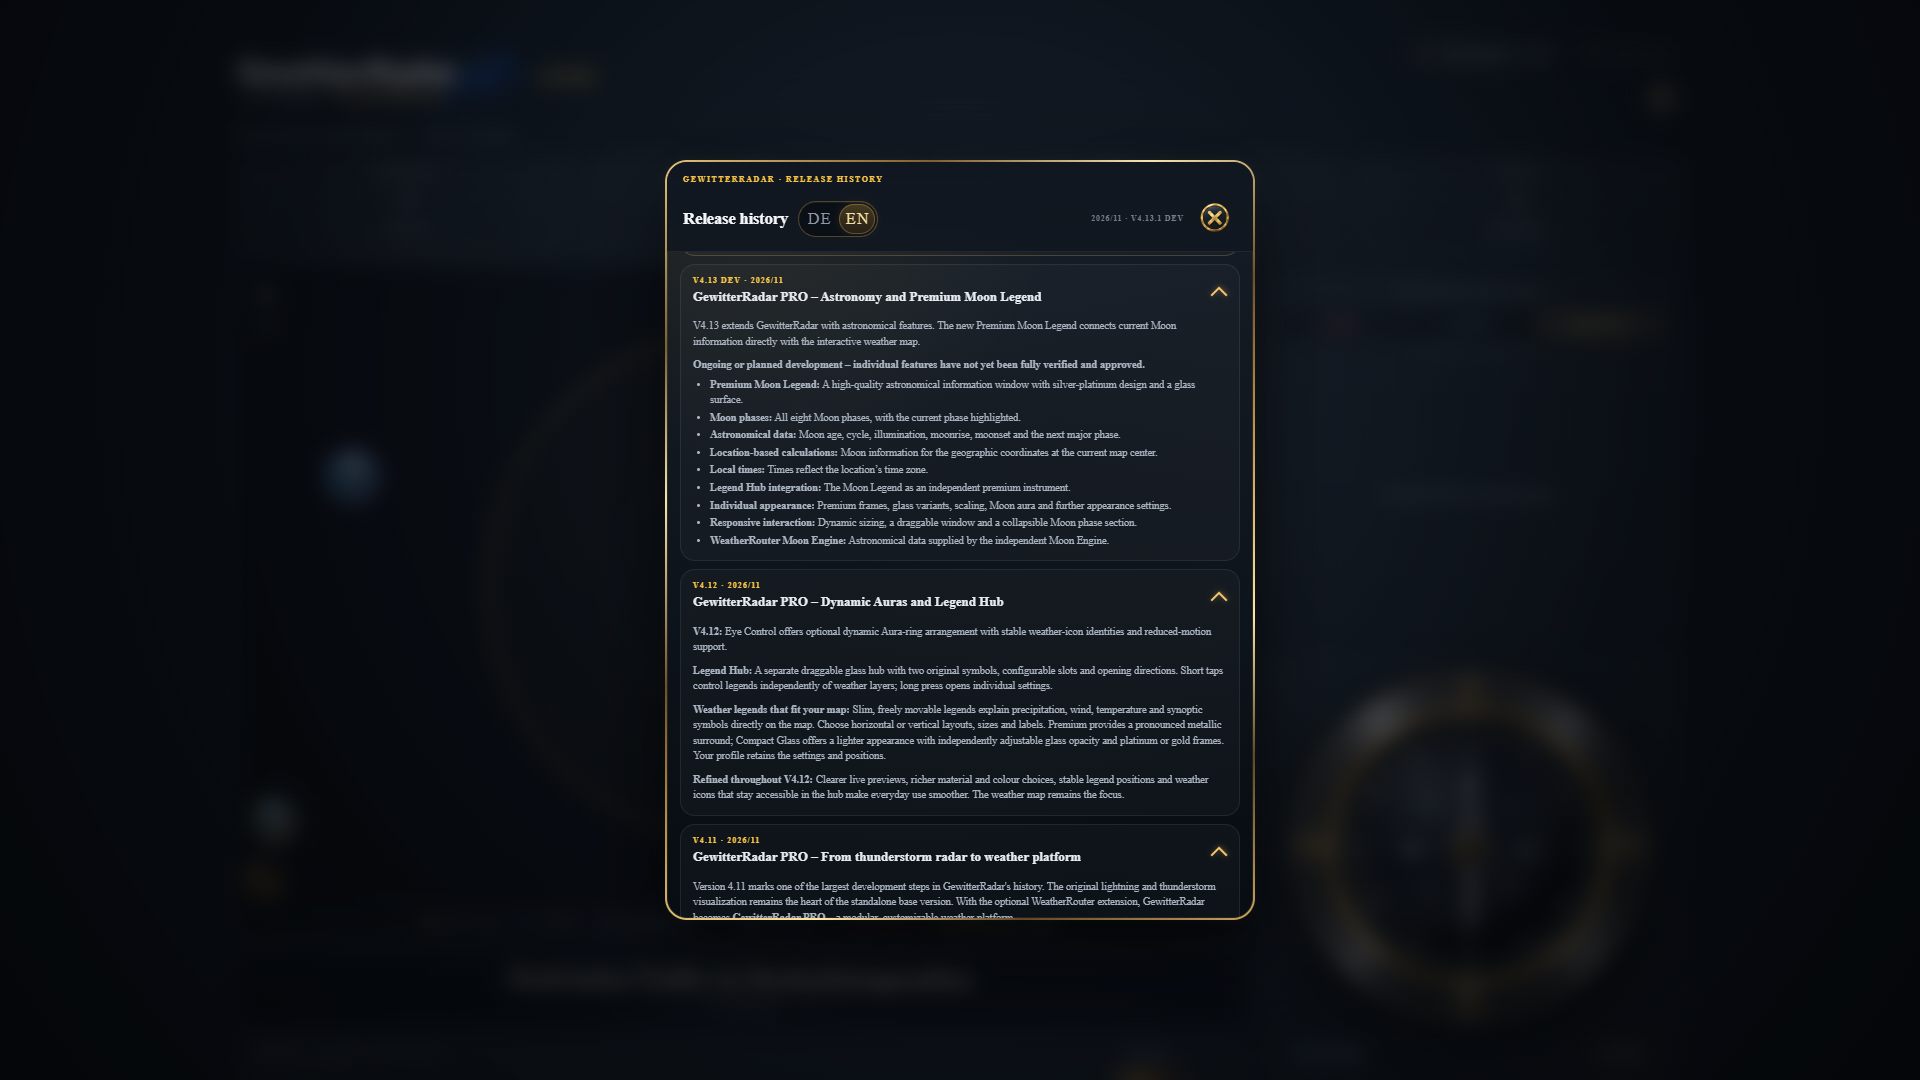 GEWITTERRADAR · RELEASE HISTORY
Release history
DE EN
2026/11 · V4.13.1 DEV
V4.13 DEV · 2026/11
GewitterRadar PRO – Astronomy and Premium Moon Legend
V4.13 extends GewitterRadar with astronomical features. The new Premium Moon Legend connects current Moon
information directly with the interactive weather map.
Ongoing or planned development – individual features have not yet been fully verified and approved.
• Premium Moon Legend: A high-quality astronomical information window with silver-platinum design and a glass
surface.
• Moon phases: All eight Moon phases, with the current phase highlighted.
• Astronomical data: Moon age, cycle, illumination, moonrise, moonset and the next major phase.
• Location-based calculations: Moon information for the geographic coordinates at the current map center.
• Local times: Times reflect the location’s time zone.
• Legend Hub integration: The Moon Legend as an independent premium instrument.
• Individual appearance: Premium frames, glass variants, scaling, Moon aura and further appearance settings.
• Responsive interaction: Dynamic sizing, a draggable window and a collapsible Moon phase section.
• WeatherRouter Moon Engine: Astronomical data supplied by the independent Moon Engine.
V4.12 · 2026/11
GewitterRadar PRO – Dynamic Auras and Legend Hub
V4.12: Eye Control offers optional dynamic Aura-ring arrangement with stable weather-icon identities and reduced-motion
support.
Legend Hub: A separate draggable glass hub with two original symbols, configurable slots and opening directions. Short taps
control legends independently of weather layers; long press opens individual settings.
Weather legends that fit your map: Slim, freely movable legends explain precipitation, wind, temperature and synoptic
symbols directly on the map. Choose horizontal or vertical layouts, sizes and labels. Premium provides a pronounced metallic
surround; Compact Glass offers a lighter appearance with independently adjustable glass opacity and platinum or gold frames.
Your profile retains the settings and positions.
Refined throughout V4.12: Clearer live previews, richer material and colour choices, stable legend positions and weather
icons that stay accessible in the hub make everyday use smoother. The weather map remains the focus.
V4.11 · 2026/11
GewitterRadar PRO – From thunderstorm radar to weather platform
Version 4.11 marks one of the largest development steps in GewitterRadar's history. The original lightning and thunderstorm
visualization remains the heart of the standalone base version. With the optional WeatherRouter extension, GewitterRadar
becomes GewitterRadar PRO – a modular, customizable weather platform.